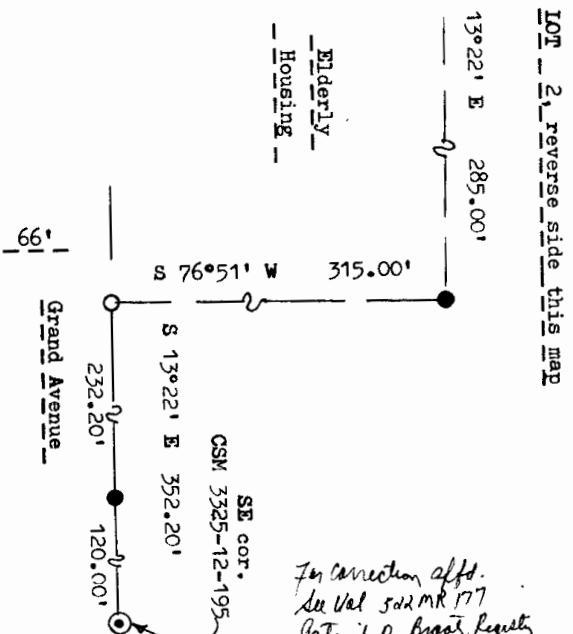 LOT 2, reverse side this map
13°22' E 285.00'
Elderly
Housing
S 76°51' W 315.00'
66'
Grand Avenue
S 13°22' E 352.20'
232.20'
120.00'
SE cor.
CSM 3325-12-195
For correction affd.
See Vol 522 MR 177